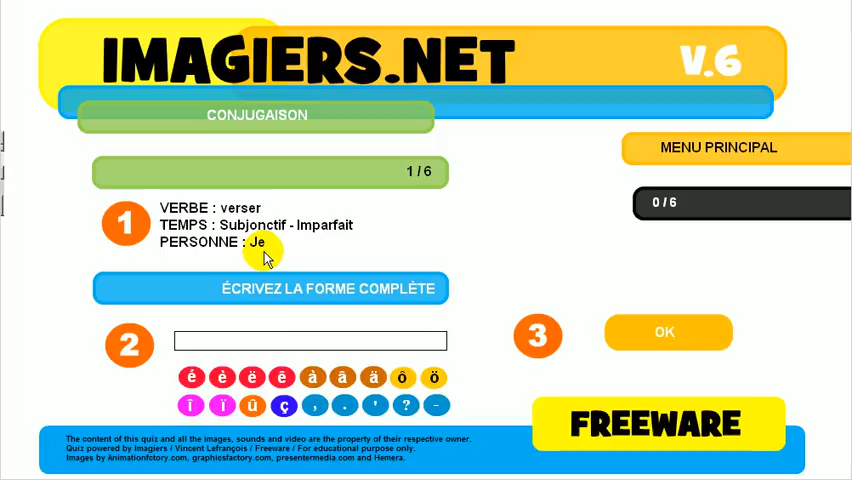 IMAGIERS.NET
V.6
CONJUGAISON
MENU PRINCIPAL
1 / 6
0 / 6
1
VERBE : verser
TEMPS : Subjonctif - Imparfait
PERSONNE : Je
ÉCRIVEZ LA FORME COMPLÈTE
2
3
OK
é è ë ê à â ä ô ö
î ï û ç , . ' ? -
FREEWARE
The content of this quiz and all the images, sounds and video are the property of their respective owner.
Quiz powered by Imagiers / Vincent Lefrançois / Freeware / For educational purpose only.
Images by Animationfctory.com, graphicsfactory.com, presentermedia.com and Hemera.